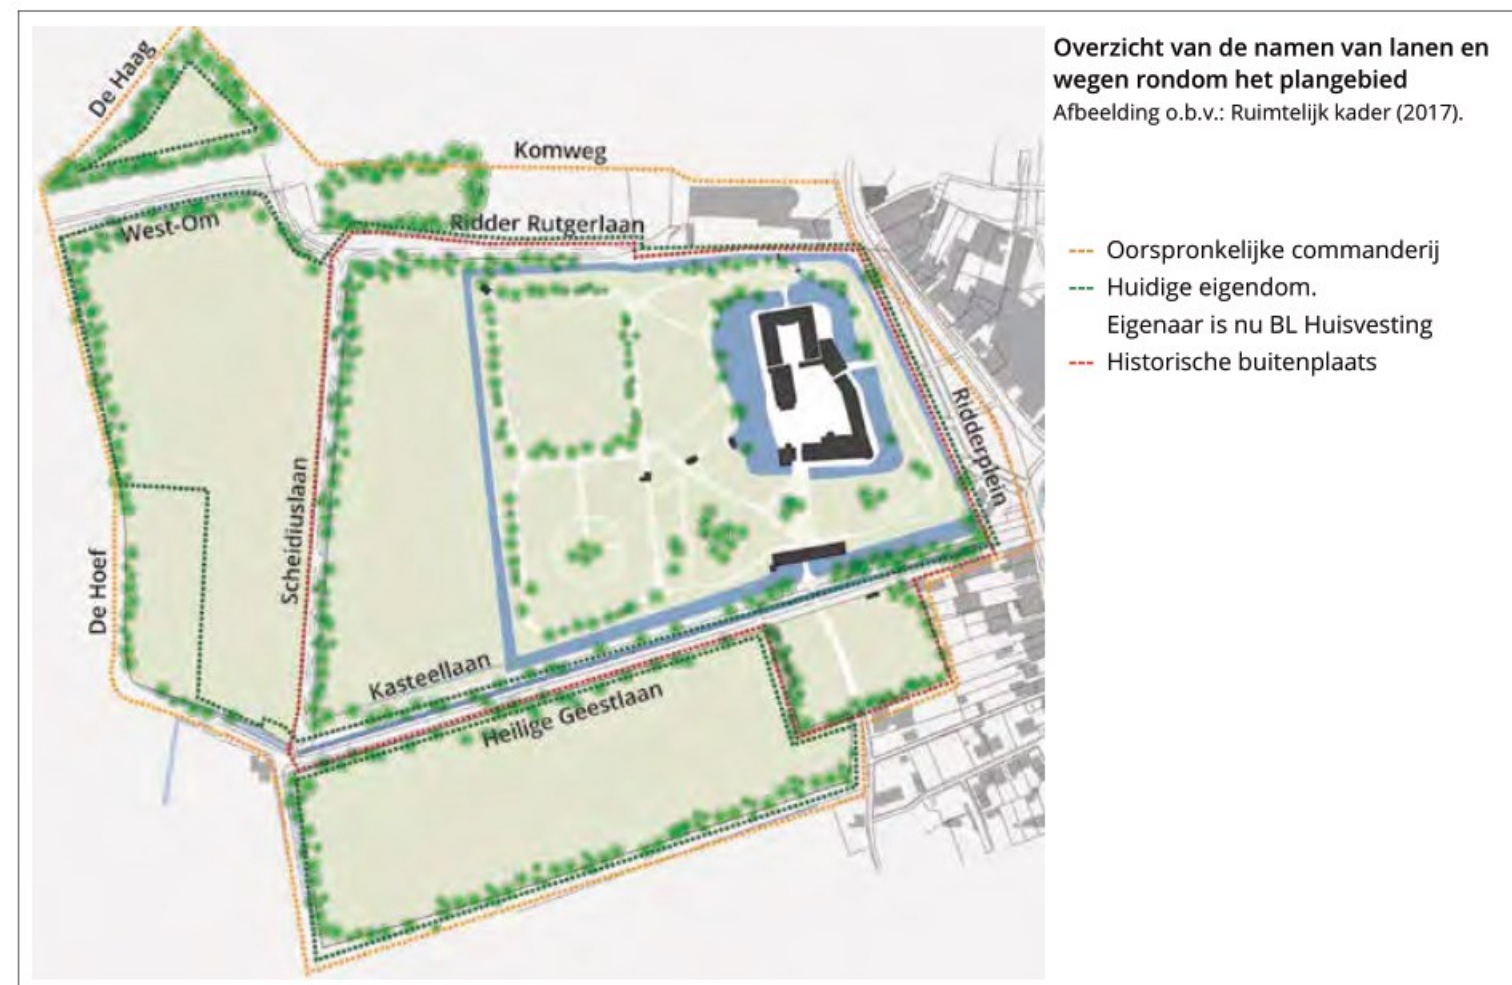 Overzicht van de namen van lanen en
wegen rondom het plangebied
Afbeelding o.b.v.: Ruimtelijk kader (2017).
Oorspronkelijke commanderij
Huidige eigendom.
Eigenaar is nu BL Huisvesting
Historische buitenplaats
De Haag
Komweg
West-Om
Ridder Rutgerlaan
Ridderplein
Scheidiuslaan
De Hoef
Kasteellaan
Heilige Geestlaan